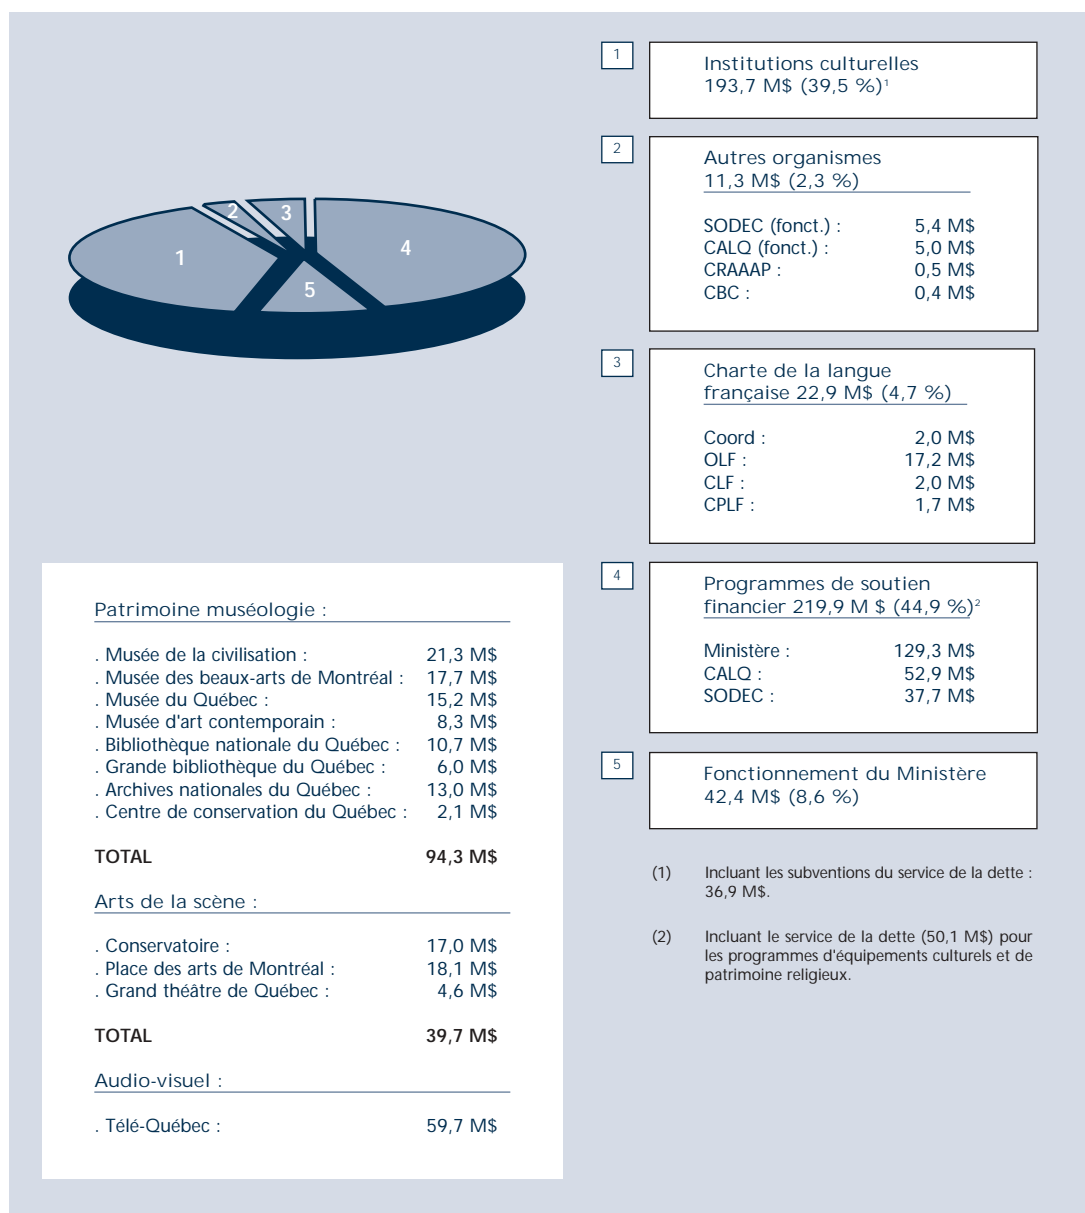 1
2
3
4
5
1
Institutions culturelles
193,7 M$ (39,5 %)¹
2
Autres organismes
11,3 M$ (2,3 %)
SODEC (fonct.) : 5,4 M$
CALQ (fonct.) : 5,0 M$
CRAAAP : 0,5 M$
CBC : 0,4 M$
3
Charte de la langue
française 22,9 M$ (4,7 %)
Coord : 2,0 M$
OLF : 17,2 M$
CLF : 2,0 M$
CPLF : 1,7 M$
4
Programmes de soutien
financier 219,9 M $ (44,9 %)²
Ministère : 129,3 M$
CALQ : 52,9 M$
SODEC : 37,7 M$
5
Fonctionnement du Ministère
42,4 M$ (8,6 %)
(1) Incluant les subventions du service de la dette :
36,9 M$.
(2) Incluant le service de la dette (50,1 M$) pour
les programmes d'équipements culturels et de
patrimoine religieux.
Patrimoine muséologie :
. Musée de la civilisation : 21,3 M$
. Musée des beaux-arts de Montréal : 17,7 M$
. Musée du Québec : 15,2 M$
. Musée d'art contemporain : 8,3 M$
. Bibliothèque nationale du Québec : 10,7 M$
. Grande bibliothèque du Québec : 6,0 M$
. Archives nationales du Québec : 13,0 M$
. Centre de conservation du Québec : 2,1 M$
TOTAL 94,3 M$
Arts de la scène :
. Conservatoire : 17,0 M$
. Place des arts de Montréal : 18,1 M$
. Grand théâtre de Québec : 4,6 M$
TOTAL 39,7 M$
Audio-visuel :
. Télé-Québec : 59,7 M$